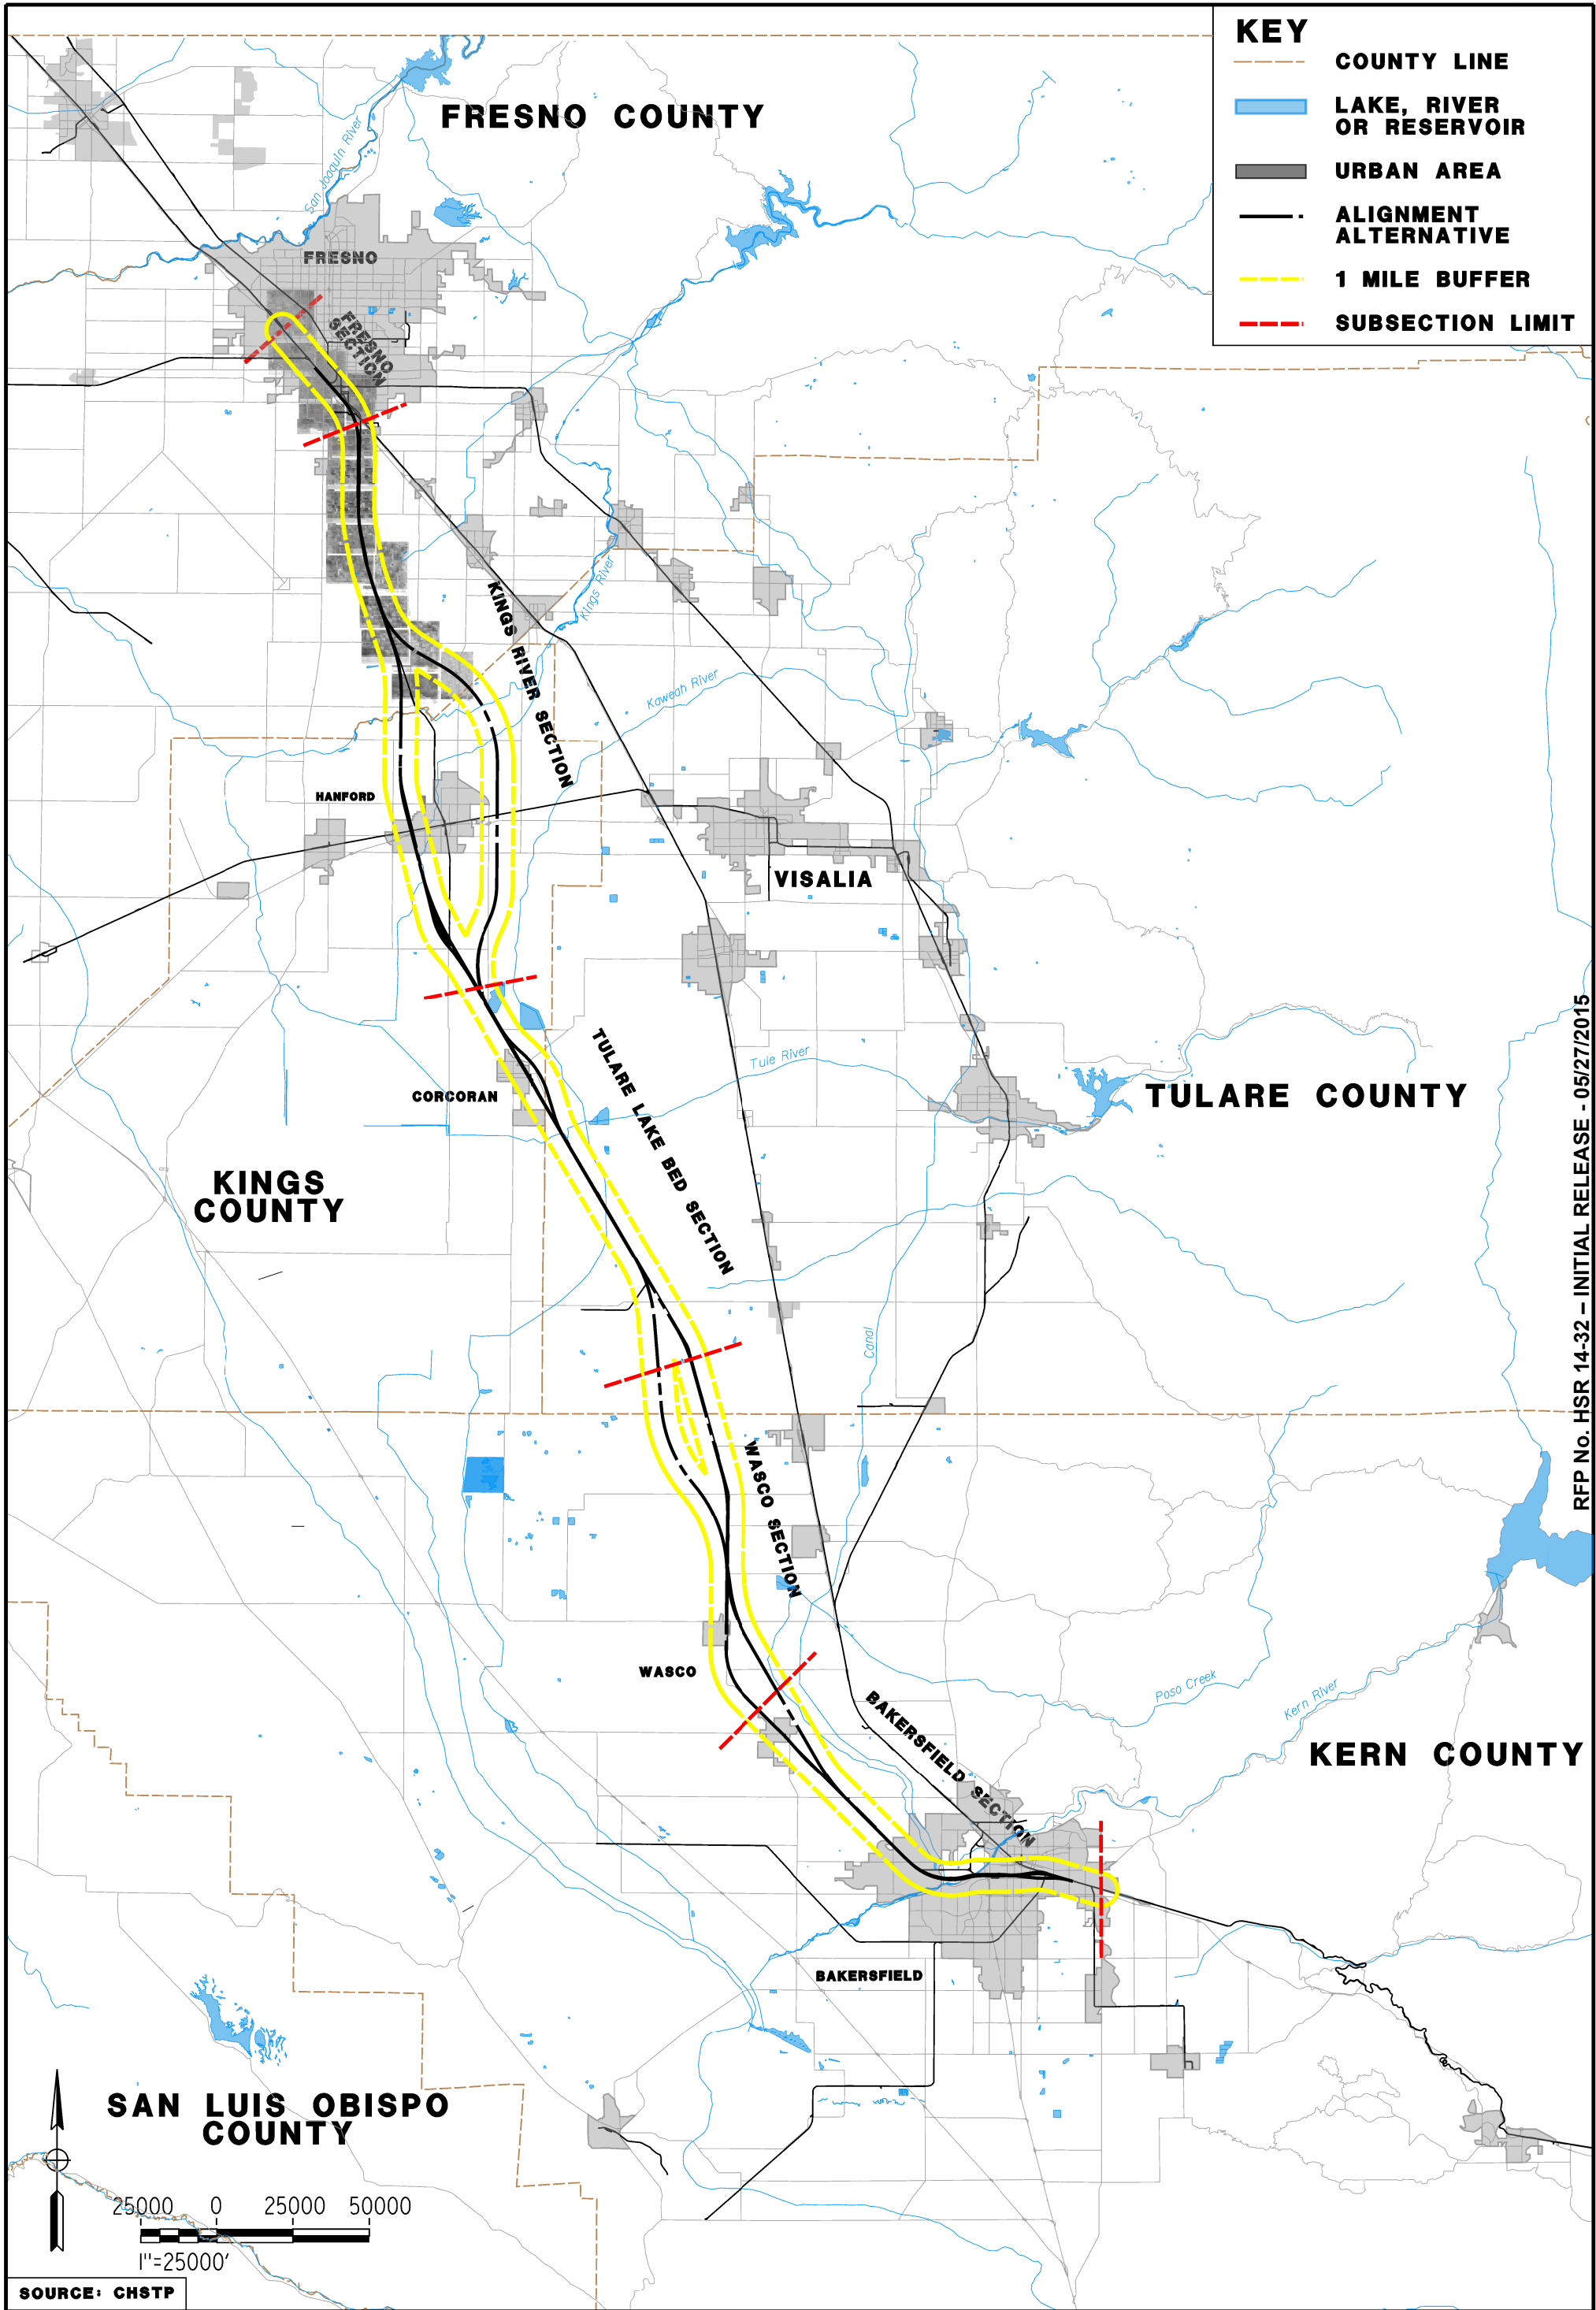 KEY
COUNTY LINE
LAKE, RIVER
OR RESERVOIR
URBAN AREA
ALIGNMENT
ALTERNATIVE
1 MILE BUFFER
SUBSECTION LIMIT
FRESNO COUNTY
San Joaquin River
FRESNO
FRESNO
SECTION
KINGS RIVER SECTION
Kings River
Kaweah River
HANFORD
VISALIA
TULARE LAKE BED SECTION
Tule River
CORCORAN
TULARE COUNTY
KINGS
COUNTY
Canal
WASCO SECTION
WASCO
BAKERSFIELD SECTION
Poso Creek
Kern River
KERN COUNTY
BAKERSFIELD
SAN LUIS OBISPO
COUNTY
25000 0 25000 50000
1"=25000'
SOURCE: CHSTP
RFP No. HSR 14-32 – INITIAL RELEASE - 05/27/2015